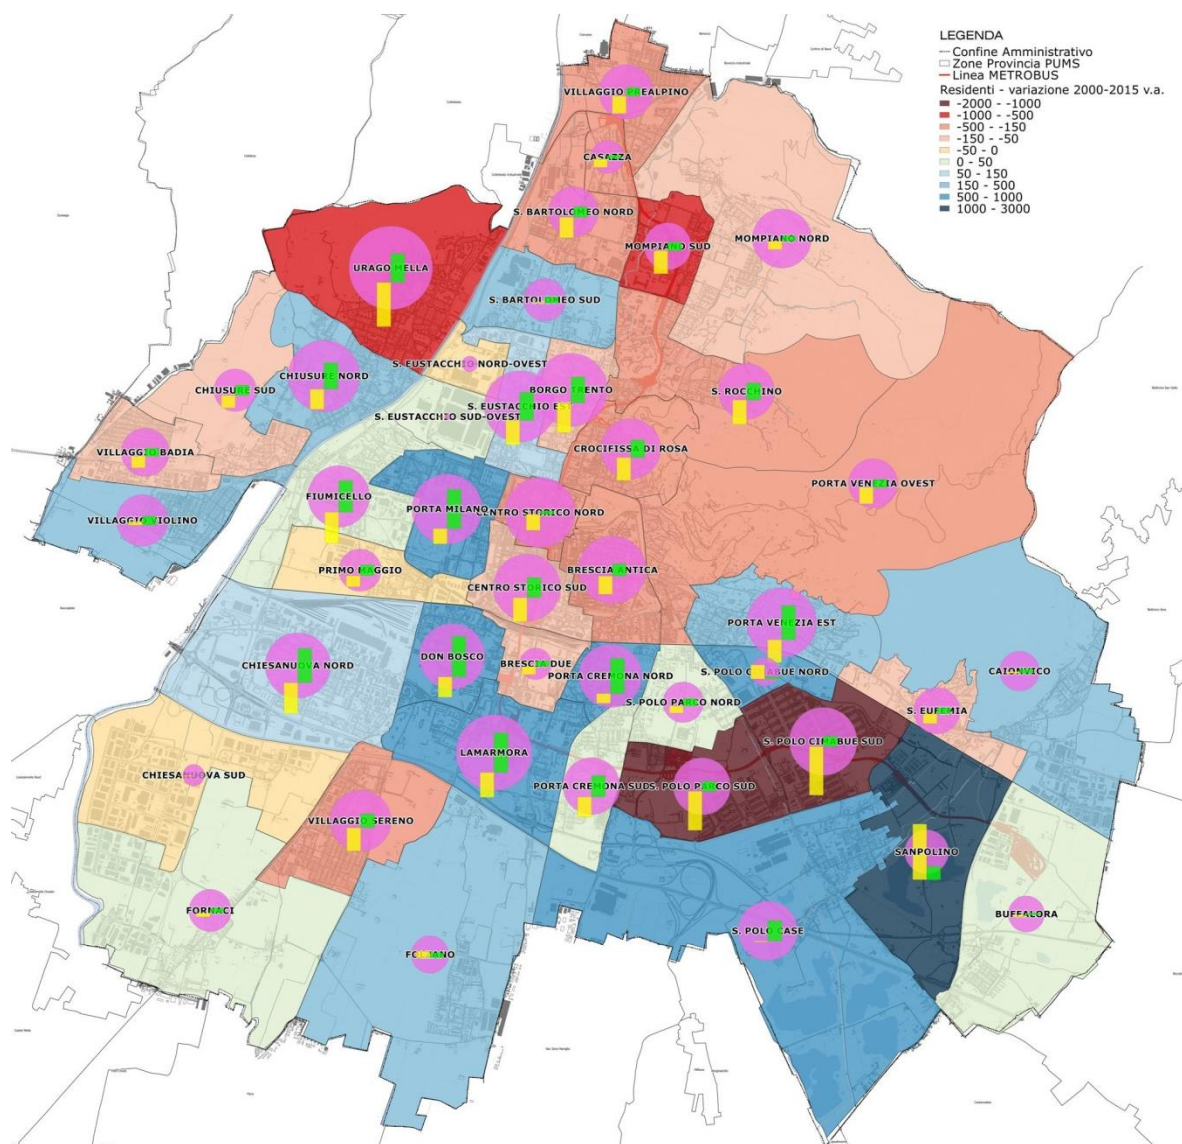 LEGENDA
Confine Amministrativo
Zone Provincia PUMS
Linea METROBUS
Residenti - variazione 2000-2015 v.a.
-2000 - -1000
-1000 - -500
-500 - -150
-150 - -50
-50 - 0
0 - 50
50 - 150
150 - 500
500 - 1000
1000 - 3000
VILLAGGIO PREALPINO
CASAZZA
S. BARTOLOMEO NORD
MOMPIANO SUD
MOMPIANO NORD
URAGO MELLA
S. BARTOLOMEO SUD
S. EUSTACCHIO NORD-OVEST
CHIUSURE NORD
CHIUSURE SUD
BORGO TRENTO
S. ROCCHINO
S. EUSTACCHIO EST
S. EUSTACCHIO SUD-OVEST
CROCIFISSA DI ROSA
VILLAGGIO BADIA
PORTA VENEZIA OVEST
FIUMICELLO
PORTA MILANO
CENTRO STORICO NORD
VILLAGGIO VIOLINO
PRIMO MAGGIO
BRESCIA ANTICA
CENTRO STORICO SUD
PORTA VENEZIA EST
DON BOSCO
CHIESANUOVA NORD
BRESCIA DUE
PORTA CREMONA NORD
S. POLO CIMABUE NORD
CAIONVICO
S. POLO PARCO NORD
S. EUFEMIA
LAMARMORA
S. POLO CIMABUE SUD
CHIESANUOVA SUD
PORTA CREMONA SUD
S. POLO PARCO SUD
VILLAGGIO SERENO
SANPOLINO
FORNACI
BUFFALORA
S. POLO CASE
FOLZANO